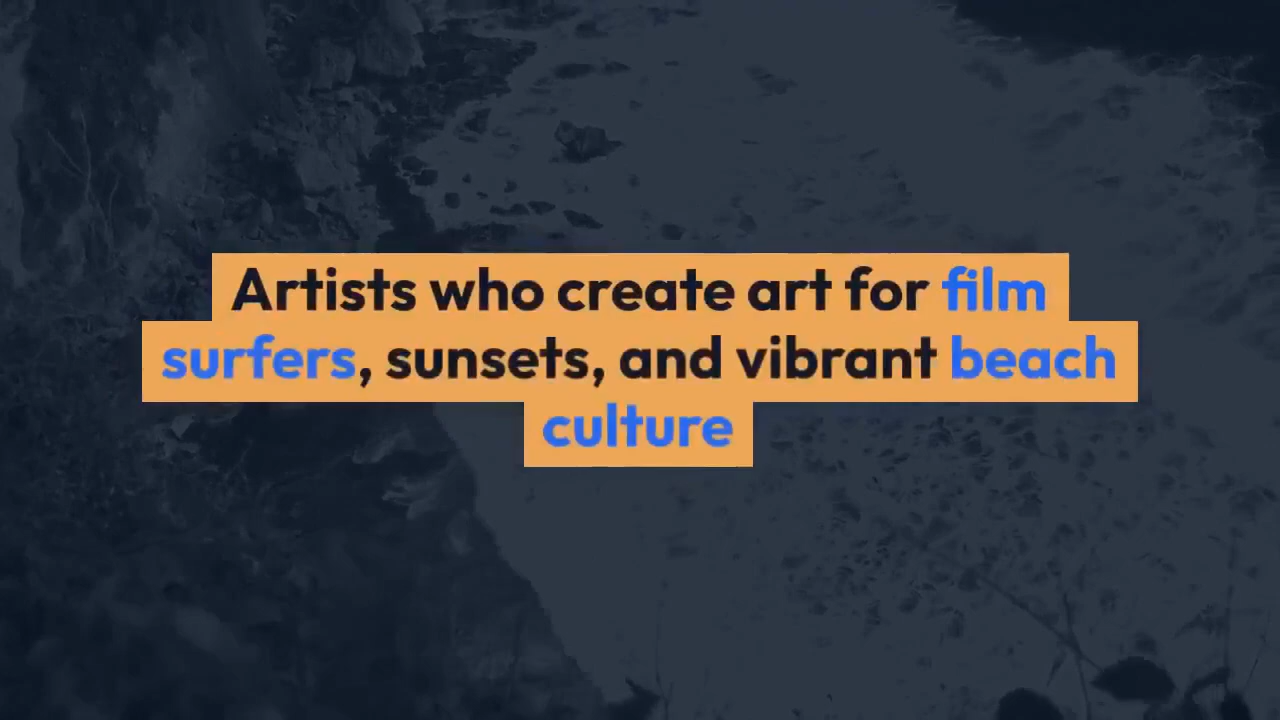 Artists who create art for film
surfers, sunsets, and vibrant beach
culture